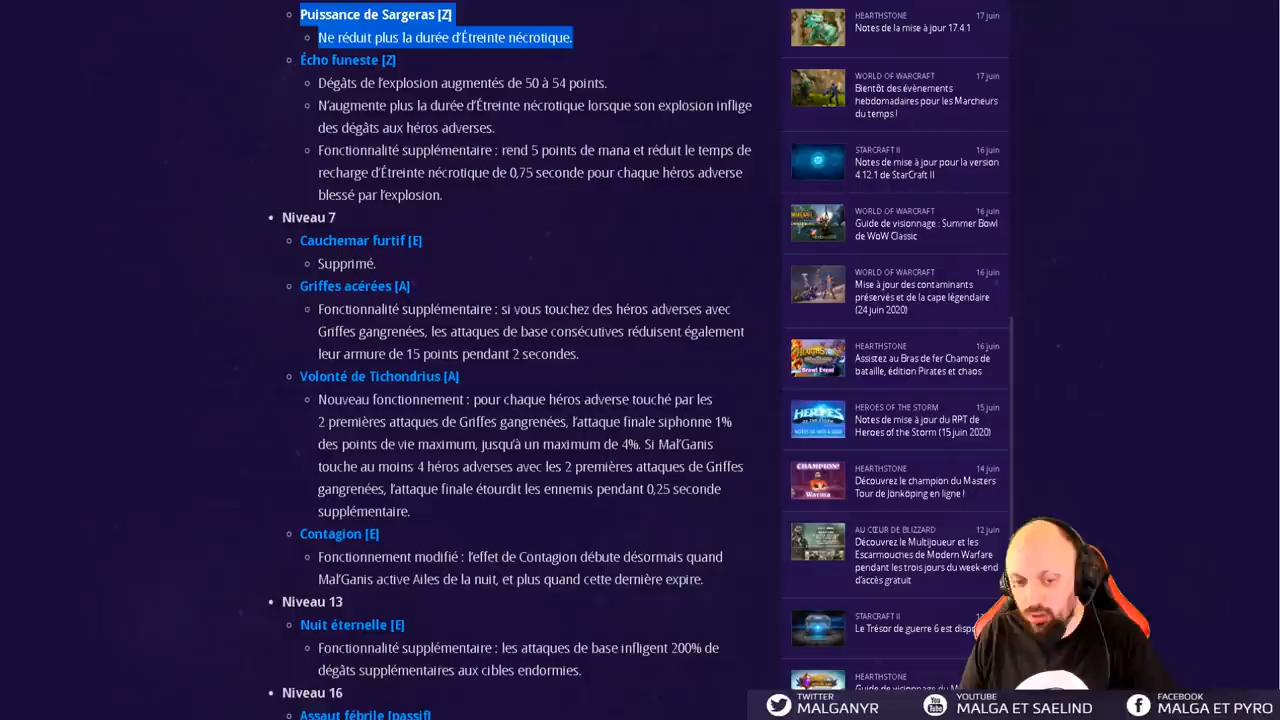 Puissance de Sargeras [Z]
Ne réduit plus la durée d'Étreinte nécrotique.
Écho funeste [Z]
Dégâts de l'explosion augmentés de 50 à 54 points.
N'augmente plus la durée d'Étreinte nécrotique lorsque son explosion inflige
des dégâts aux héros adverses.
Fonctionnalité supplémentaire : rend 5 points de mana et réduit le temps de
recharge d'Étreinte nécrotique de 0,75 seconde pour chaque héros adverse
blessé par l'explosion.
Niveau 7
Cauchemar furtif [E]
Supprimé.
Griffes acérées [A]
Fonctionnalité supplémentaire : si vous touchez des héros adverses avec
Griffes gangrenées, les attaques de base consécutives réduisent également
leur armure de 15 points pendant 2 secondes.
Volonté de Tichondrius [A]
Nouveau fonctionnement : pour chaque héros adverse touché par les
2 premières attaques de Griffes gangrenées, l'attaque finale siphonne 1%
des points de vie maximum, jusqu'à un maximum de 4%. Si Mal'Ganis
touche au moins 4 héros adverses avec les 2 premières attaques de Griffes
gangrenées, l'attaque finale étourdit les ennemis pendant 0,25 seconde
supplémentaire.
Contagion [E]
Fonctionnement modifié : l'effet de Contagion débute désormais quand
Mal'Ganis active Ailes de la nuit, et plus quand cette dernière expire.
Niveau 13
Nuit éternelle [E]
Fonctionnalité supplémentaire : les attaques de base infligent 200% de
dégâts supplémentaires aux cibles endormies.
Niveau 16
Assaut fébrile [passif]
HEARTHSTONE 17 juin
Notes de la mise à jour 17.4.1
WORLD OF WARCRAFT 17 juin
Bientôt des évènements
hebdomadaires pour les Marcheurs
du temps !
STARCRAFT II 16 juin
Notes de mise à jour pour la version
4.12.1 de StarCraft II
WORLD OF WARCRAFT 16 juin
Guide de visionnage : Summer Bowl
de WoW Classic
WORLD OF WARCRAFT 16 juin
Mise à jour des contaminants
préservés et de la cape légendaire
(24 juin 2020)
HEARTHSTONE 16 juin
Assistez au Bras de fer Champs de
bataille, édition Pirates et chaos
HEROES OF THE STORM 15 juin
Notes de mise à jour du RPT de
Heroes of the Storm (15 juin 2020)
HEARTHSTONE 14 juin
Découvrez le champion du Masters
Tour de Jönköping en ligne !
AU CŒUR DE BLIZZARD 12 juin
Découvrez le Multijoueur et les
Escarmouches de Modern Warfare
pendant les trois jours du week-end
d'accès gratuit
STARCRAFT II
Le Trésor de guerre 6 est
HEARTHSTONE
Guide de visionnage du
TWITTER
MALGANYR
YOUTUBE
MALGA ET SAELIND
FACEBOOK
MALGA ET PYRO